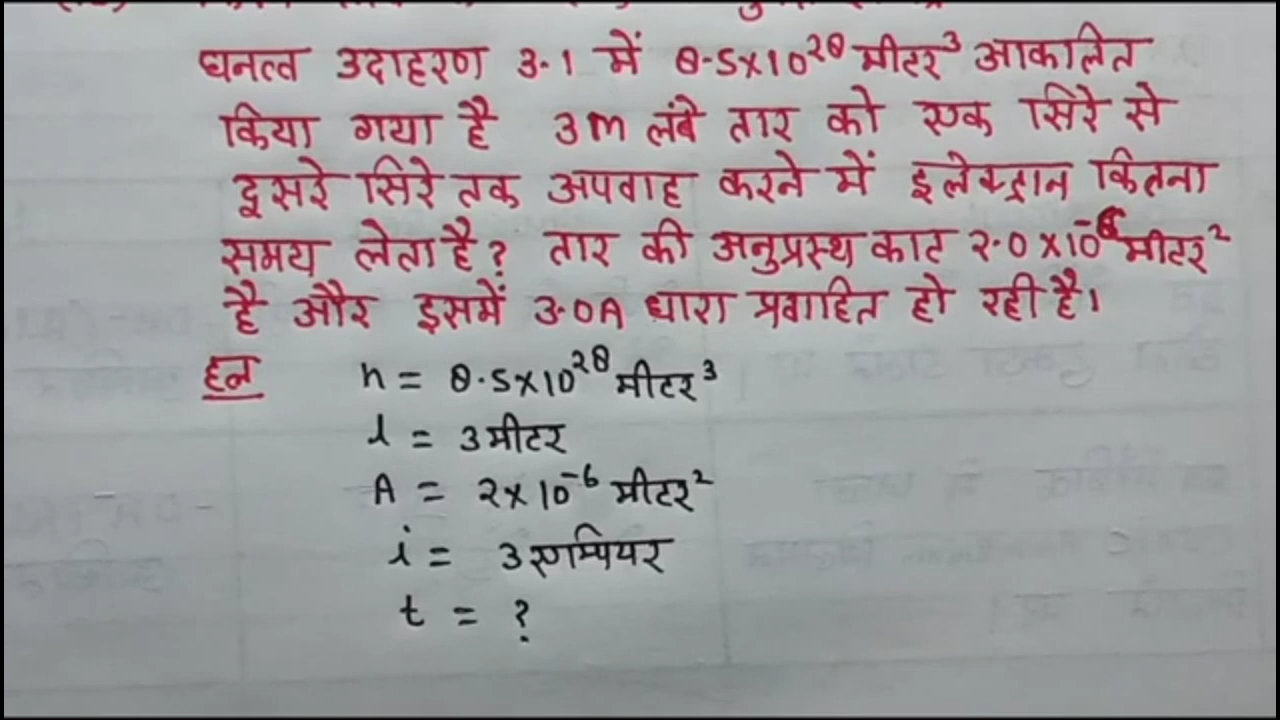 घनत्व उदाहरण 3.1 में 8.5×10²⁸ मीटर³ आकलित
किया गया है 3m लंबे तार को एक सिरे से
दूसरे सिरे तक अपवाह करने में इलेक्ट्रान कितना
समय लेता है? तार की अनुप्रस्थ काट 2.0×10⁻⁶ मीटर²
है और इसमें 3.0A धारा प्रवाहित हो रही है।
हल n = 8.5×10²⁸ मीटर³
l = 3मीटर
A = 2×10⁻⁶ मीटर²
i = 3एम्पियर
t = ?